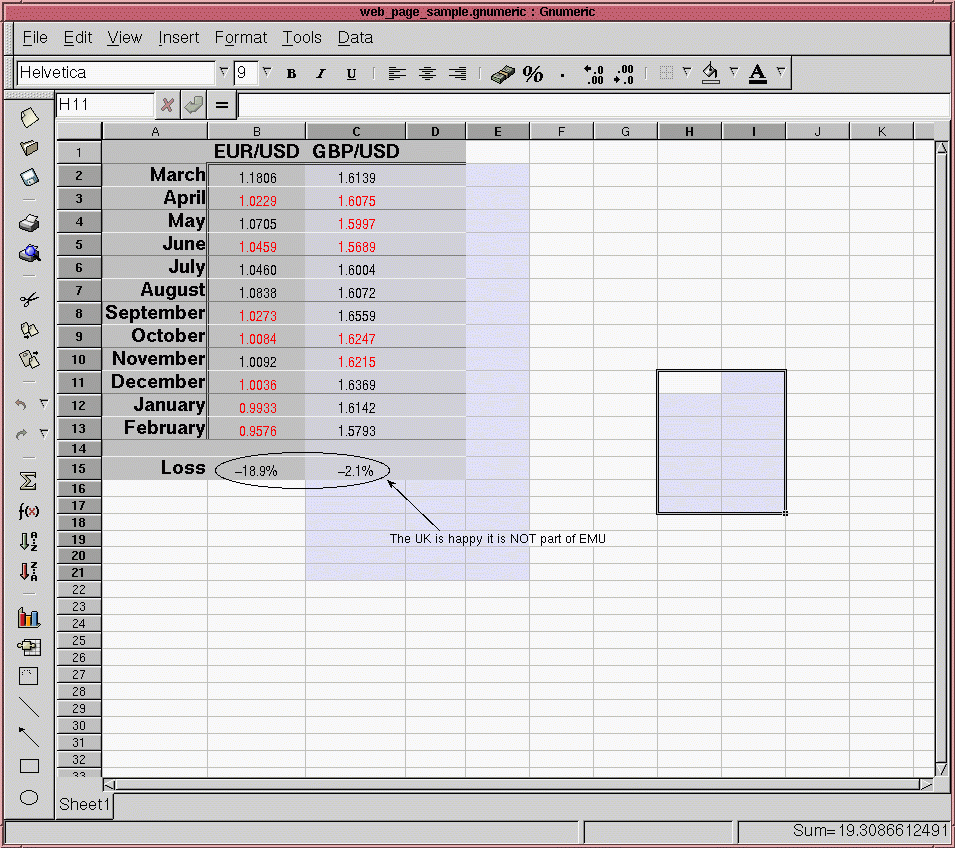 web_page_sample.gnumeric : Gnumeric
File Edit View Insert Format Tools Data
Helvetica 9 B I U % . ←.0 .00 .00 →.0 A
H11 =
A B C D E F G H I J K
1 EUR/USD GBP/USD
2 March 1.1806 1.6139
3 April 1.0229 1.6075
4 May 1.0705 1.5997
5 June 1.0459 1.5689
6 July 1.0460 1.6004
7 August 1.0838 1.6072
8 September 1.0273 1.6559
9 October 1.0084 1.6247
10 November 1.0092 1.6215
11 December 1.0036 1.6369
12 January 0.9933 1.6142
13 February 0.9576 1.5793
14
15 Loss –18.9% –2.1%
16
Σ
17
f(x)
18
19 The UK is happy it is NOT part of EMU
A Z
20
21
Z A
22
23
24
25
26
27
28
29
30
31
32
33
Sheet1
Sum=19.3086612491